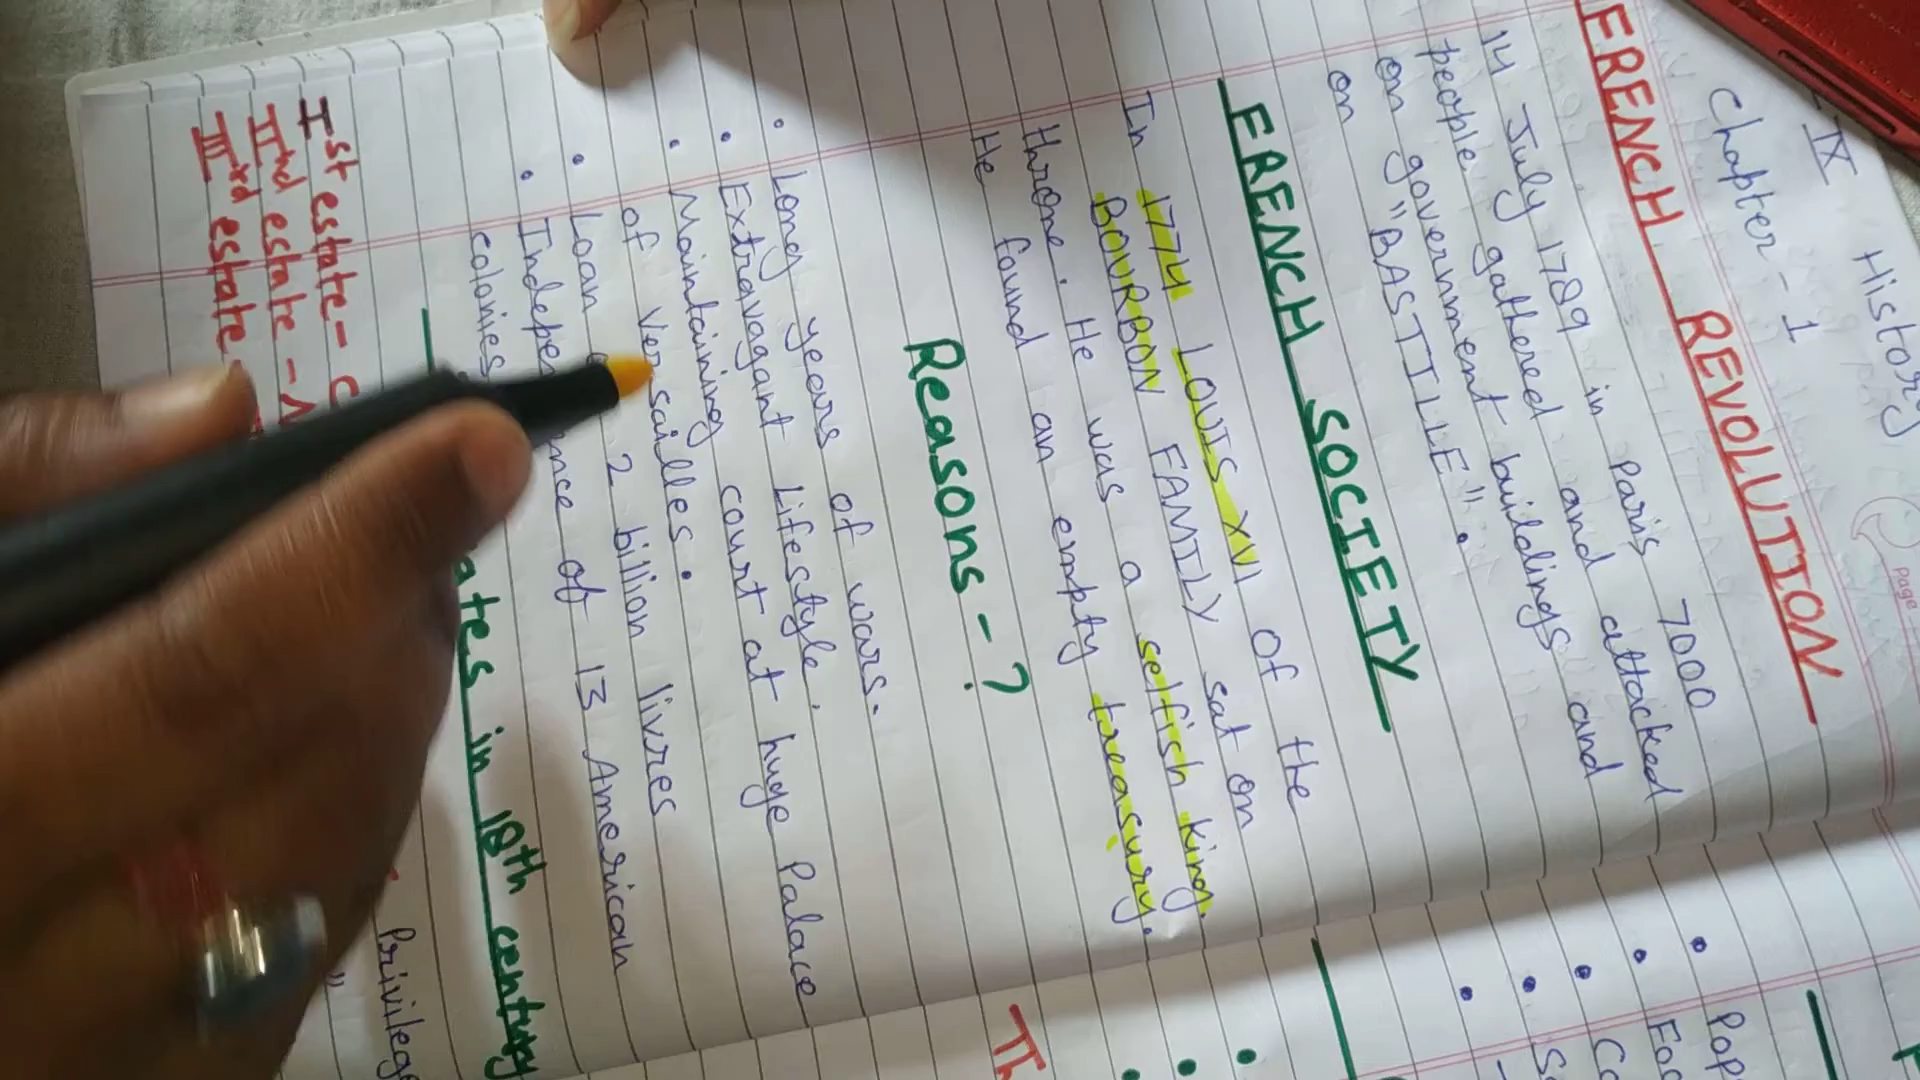 History
IX
Page
Chapter - 1
FRENCH REVOLUTION
14 July 1789 in Paris 7000
people gathered and attacked
on government buildings and
on "BASTILLE".
FRENCH SOCIETY
In 1774 LOUIS XVI of the
BOURBON FAMILY sat on
throne. He was a selfish king.
He found an empty treasury.
Reasons - ?
• Long years of wars.
• Extravagant Lifestyle.
• Maintaining court at huge Palace
of Versailles.
• Loan 2 billion livres
• Independence of 13 American
colonies
in 18th century
Ist estate - C
IInd estate -
IIIrd estate -
• Pop